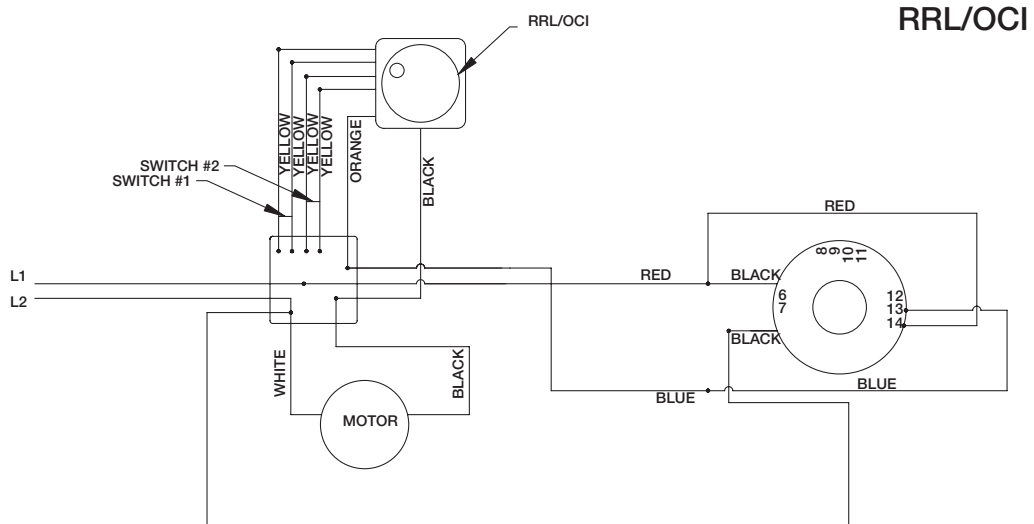 RRL/OCI
RRL/OCI
YELLOW
YELLOW
YELLOW
YELLOW
ORANGE
BLACK
SWITCH #2
SWITCH #1
RED
L1
RED
BLACK
L2
8
9
10
11
6
7
12
13
14
BLACK
WHITE
BLACK
BLUE
BLUE
MOTOR